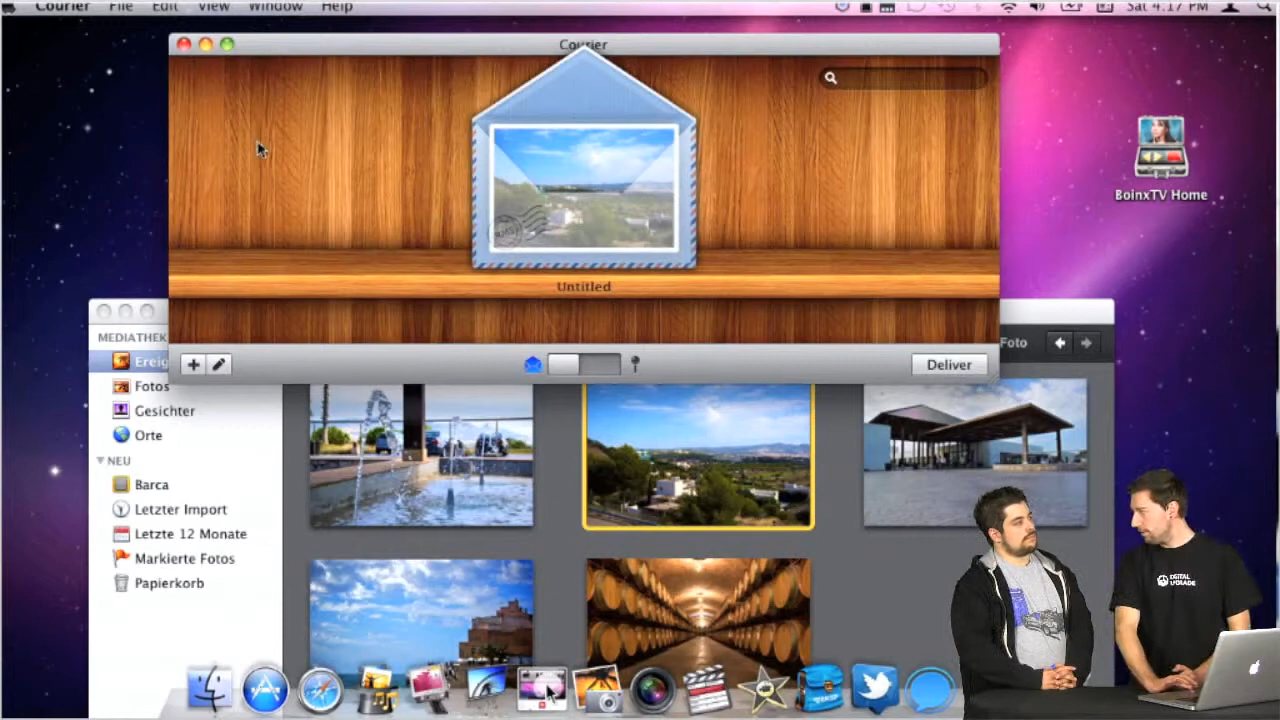 Courier File Edit View Window Help Sat 4:17 PM
Courier
BoinxTV Home
Untitled
Deliver
MEDIATHEK
Foto
Ereig
Fotos
Gesichter
Orte
NEU
Barca
Letzter Import
Letzte 12 Monate
Markierte Fotos
Papierkorb
DIGITAL
UPGRADE